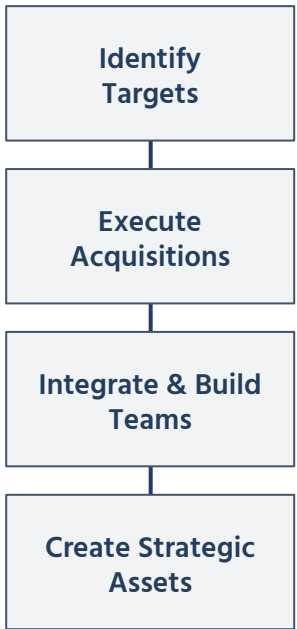 Identify
Targets
Execute
Acquisitions
Integrate & Build
Teams
Create Strategic
Assets